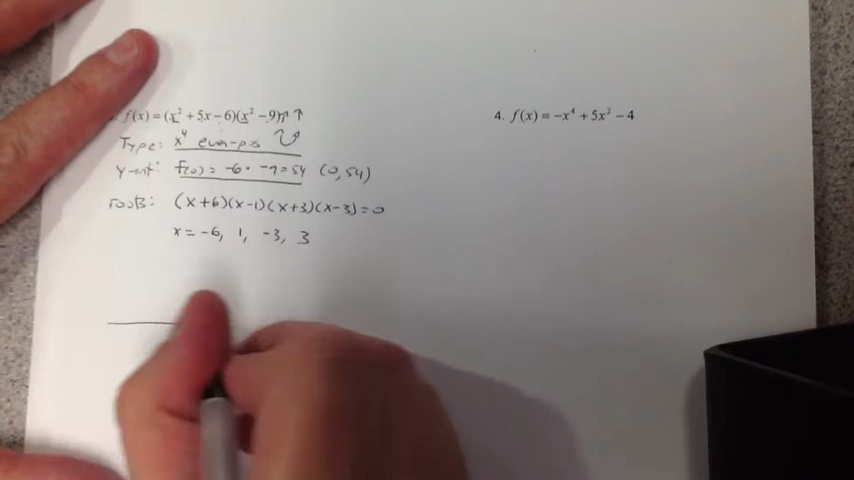 f(x) = (x² + 5x − 6)(x² − 9) ↑ ↑
Type: x⁴ even-pos
Y-int: f(0) = -6 · -9 = 54 (0, 54)
roots: (x+6)(x-1)(x+3)(x-3) = 0
x = -6, 1, -3, 3
4. f(x) = −x⁴ + 5x² − 4